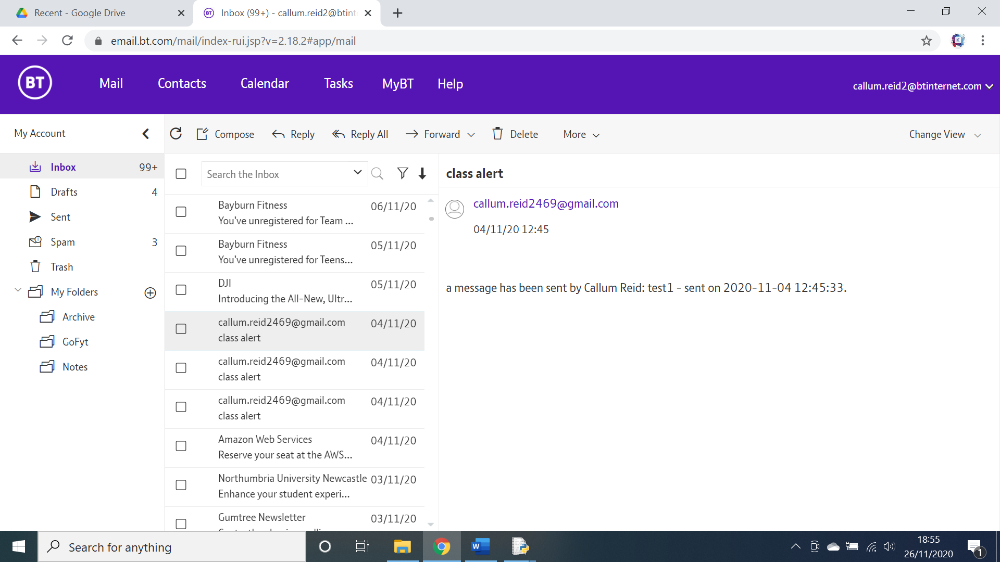 Recent - Google Drive
Inbox (99+) - callum.reid2@btint
email.bt.com/mail/index-rui.jsp?v=2.18.2#app/mail
K
BT
Mail
Contacts
Calendar
Tasks
MyBT
Help
callum.reid2@btinternet.com
My Account
Compose
Reply
Reply All
Forward
Delete
More
Change View
Inbox 99+
Drafts 4
Sent
Spam 3
Trash
My Folders
Archive
GoFyt
Notes
Search the Inbox
Bayburn Fitness 06/11/20
You've unregistered for Team ...
Bayburn Fitness 05/11/20
You've unregistered for Teens...
DJI 05/11/20
Introducing the All-New, Ultr...
callum.reid2469@gmail.com 04/11/20
class alert
callum.reid2469@gmail.com 04/11/20
class alert
callum.reid2469@gmail.com 04/11/20
class alert
Amazon Web Services 04/11/20
Reserve your seat at the AWS...
Northumbria University Newcastle 03/11/20
Enhance your student experi...
Gumtree Newsletter 03/11/20
class alert
callum.reid2469@gmail.com
04/11/20 12:45
a message has been sent by Callum Reid: test1 - sent on 2020-11-04 12:45:33.
Search for anything
W
18:55
26/11/2020
1